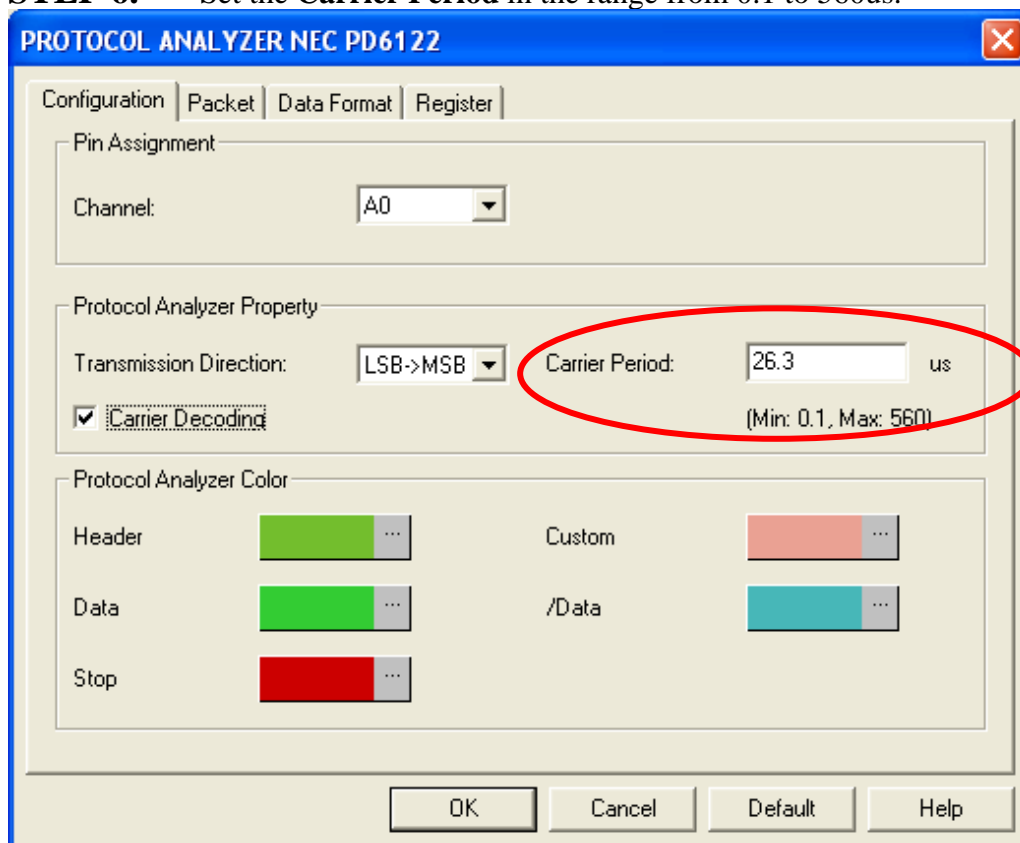 STEP 6. Set the Carrier Period in the range from 0.1 to 560us.
PROTOCOL ANALYZER NEC PD6122
Configuration Packet Data Format Register
Pin Assignment
Channel: A0
Protocol Analyzer Property
Transmission Direction: LSB->MSB Carrier Period: 26.3 us
Carrier Decoding (Min: 0.1, Max: 560)
Protocol Analyzer Color
Header ... Custom ...
Data ... /Data ...
Stop ...
OK Cancel Default Help